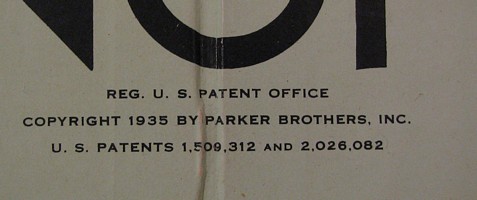 REG. U. S. PATENT OFFICE
COPYRIGHT 1935 BY PARKER BROTHERS, INC.
U. S. PATENTS 1,509,312 AND 2,026,082